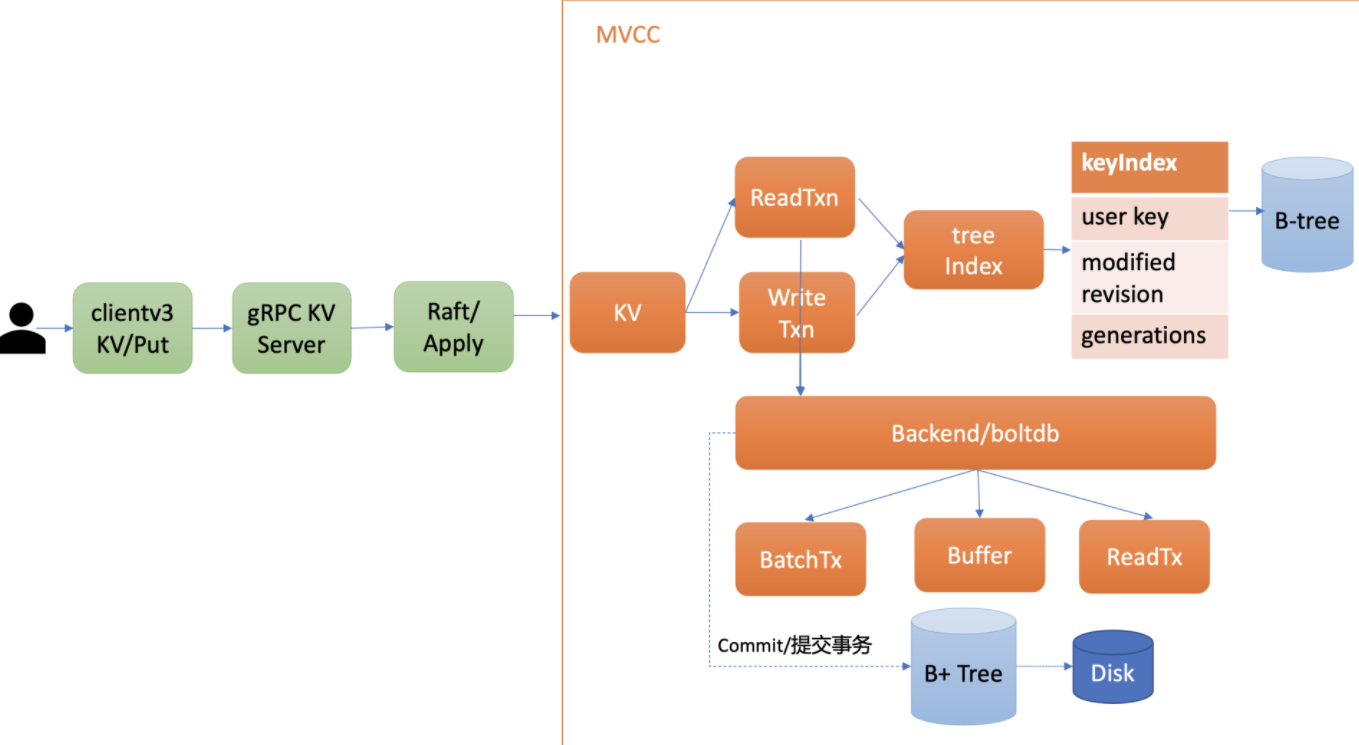 MVCC
clientv3
KV/Put
gRPC KV
Server
Raft/
Apply
KV
ReadTxn
Write
Txn
tree
Index
keyIndex
user key
modified
revision
generations
B-tree
Backend/boltdb
BatchTx
Buffer
ReadTx
Commit/提交事务
B+ Tree
Disk